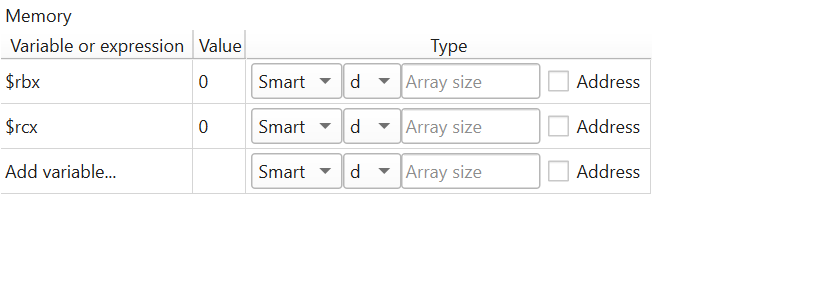 Memory
Variable or expression Value Type
$rbx 0 Smart d Array size Address
$rcx 0 Smart d Array size Address
Add variable... Smart d Array size Address